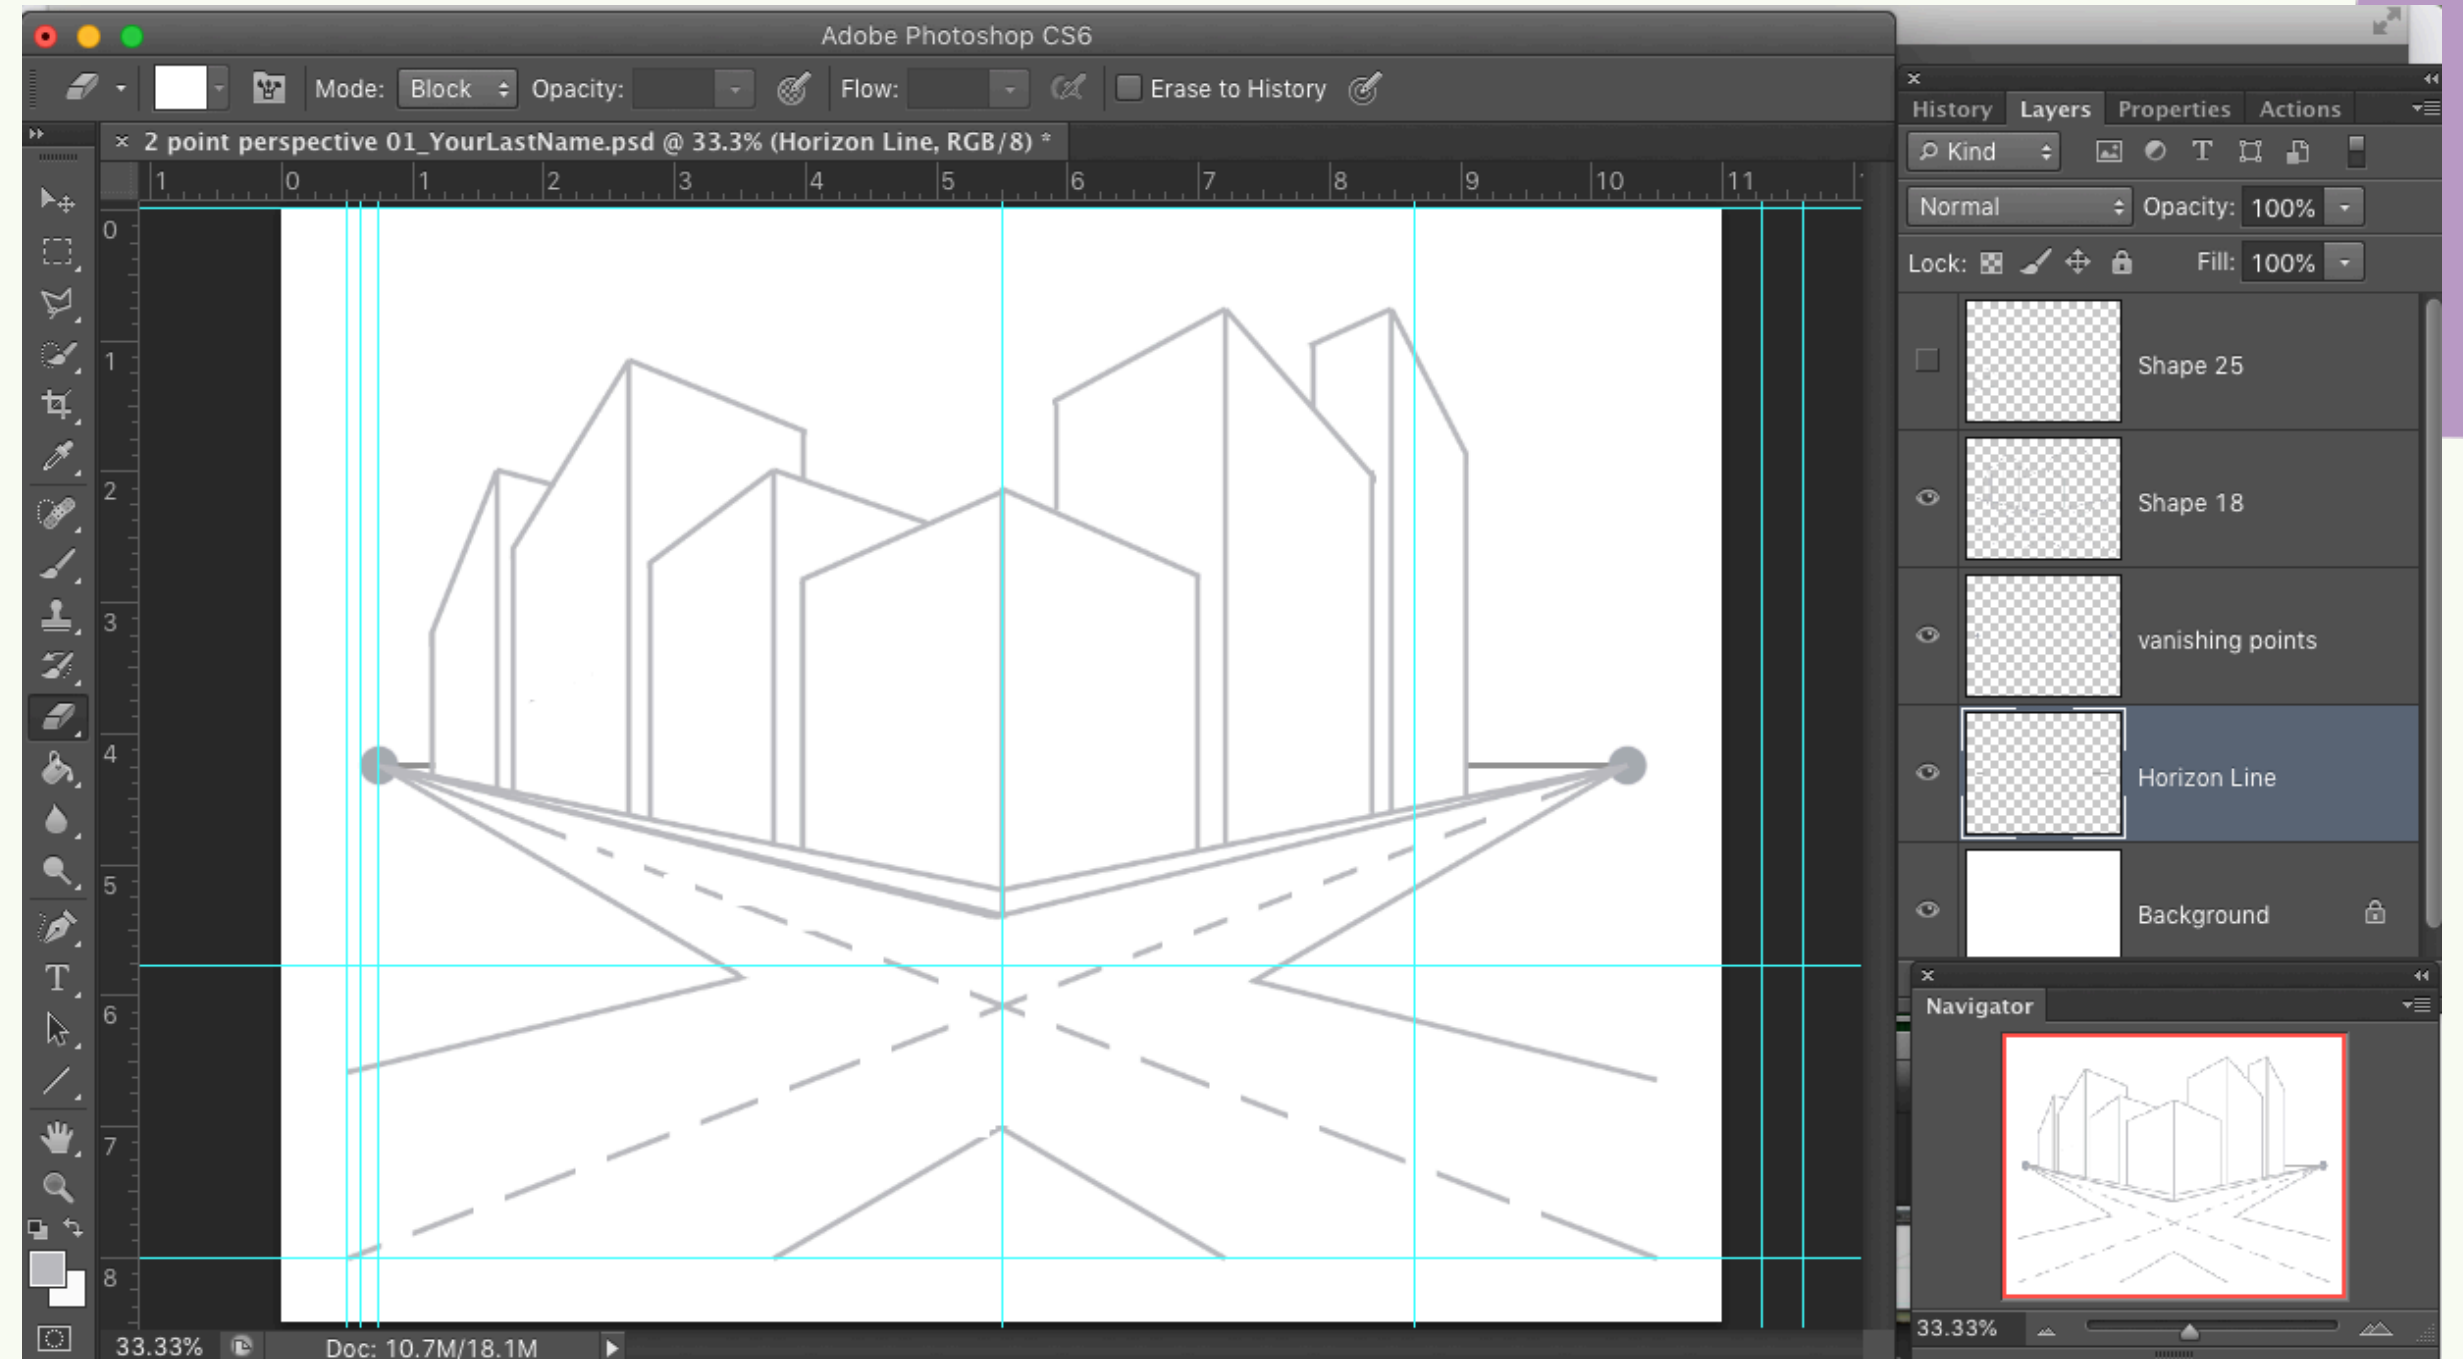 Adobe Photoshop CS6
Mode: Block Opacity: Flow: Erase to History
2 point perspective 01_YourLastName.psd @ 33.3% (Horizon Line, RGB/8) *
1 0 1 2 3 4 5 6 7 8 9 10 11
0
1
2
3
4
5
6
7
8
33.33% Doc: 10.7M/18.1M
History Layers Properties Actions
Kind
Normal Opacity: 100%
Lock: Fill: 100%
Shape 25
Shape 18
vanishing points
Horizon Line
Background
Navigator
33.33%